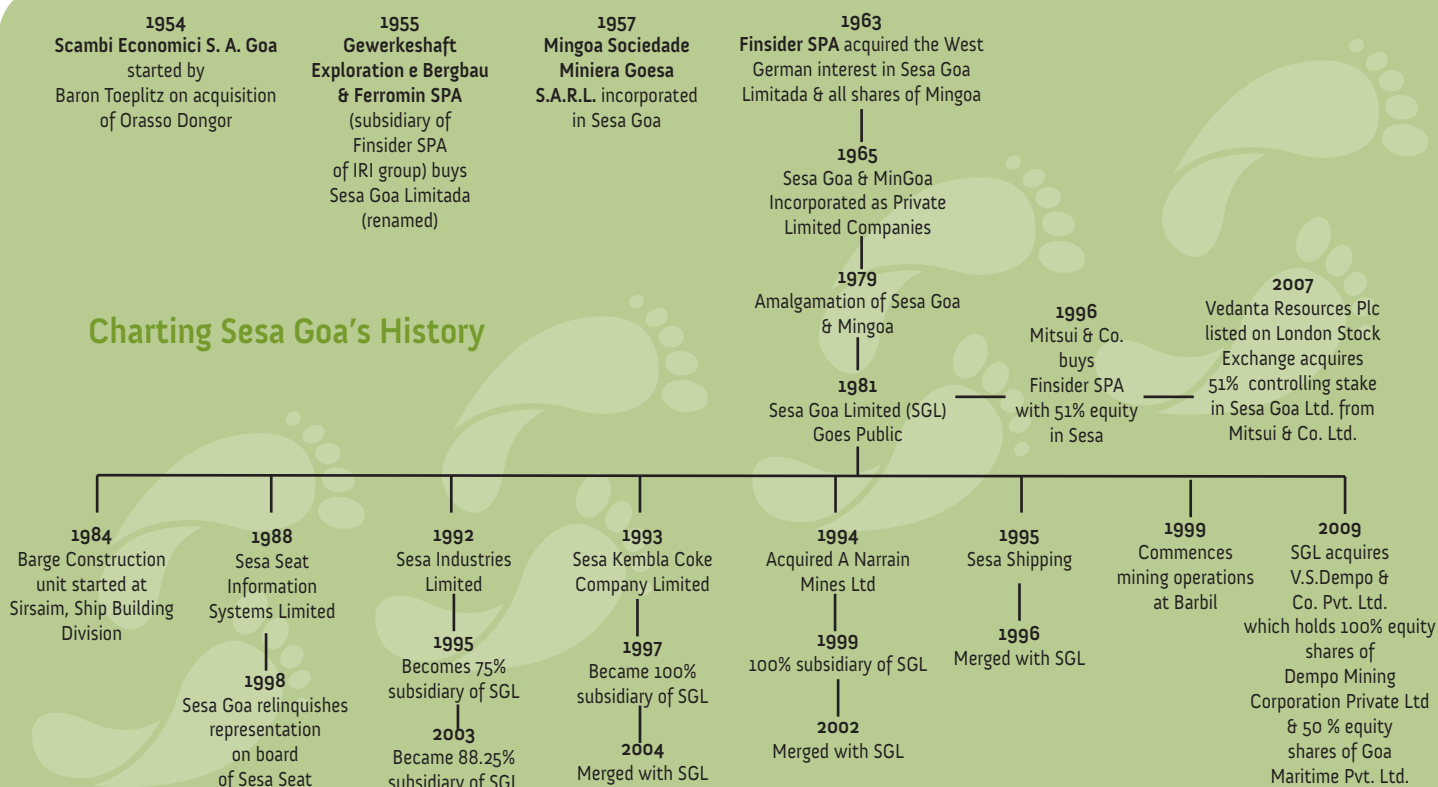 1954
Scambi Economici S. A. Goa
started by
Baron Toeplitz on acquisition
of Orasso Dongor
1955
Gewerkeshaft
Exploration e Bergbau
& Ferromin SPA
(subsidiary of
Finsider SPA
of IRI group) buys
Sesa Goa Limitada
(renamed)
1957
Mingoa Sociedade
Miniera Goesa
S.A.R.L. incorporated
in Sesa Goa
1963
Finsider SPA acquired the West
German interest in Sesa Goa
Limitada & all shares of Mingoa
1965
Sesa Goa & MinGoa
Incorporated as Private
Limited Companies
1979
Amalgamation of Sesa Goa
& Mingoa
Charting Sesa Goa's History
1981
Sesa Goa Limited (SGL)
Goes Public
1996
Mitsui & Co.
buys
Finsider SPA
with 51% equity
in Sesa
2007
Vedanta Resources Plc
listed on London Stock
Exchange acquires
51% controlling stake
in Sesa Goa Ltd. from
Mitsui & Co. Ltd.
1984
Barge Construction
unit started at
Sirsaim, Ship Building
Division
1988
Sesa Seat
Information
Systems Limited
1998
Sesa Goa relinquishes
representation
on board
of Sesa Seat
1992
Sesa Industries
Limited
1995
Becomes 75%
subsidiary of SGL
2003
Became 88.25%
subsidiary of SGL
1993
Sesa Kembla Coke
Company Limited
1997
Became 100%
subsidiary of SGL
2004
Merged with SGL
1994
Acquired A Narrain
Mines Ltd
1999
100% subsidiary of SGL
2002
Merged with SGL
1995
Sesa Shipping
1996
Merged with SGL
1999
Commences
mining operations
at Barbil
2009
SGL acquires
V.S.Dempo &
Co. Pvt. Ltd.
which holds 100% equity
shares of
Dempo Mining
Corporation Private Ltd
& 50 % equity
shares of Goa
Maritime Pvt. Ltd.